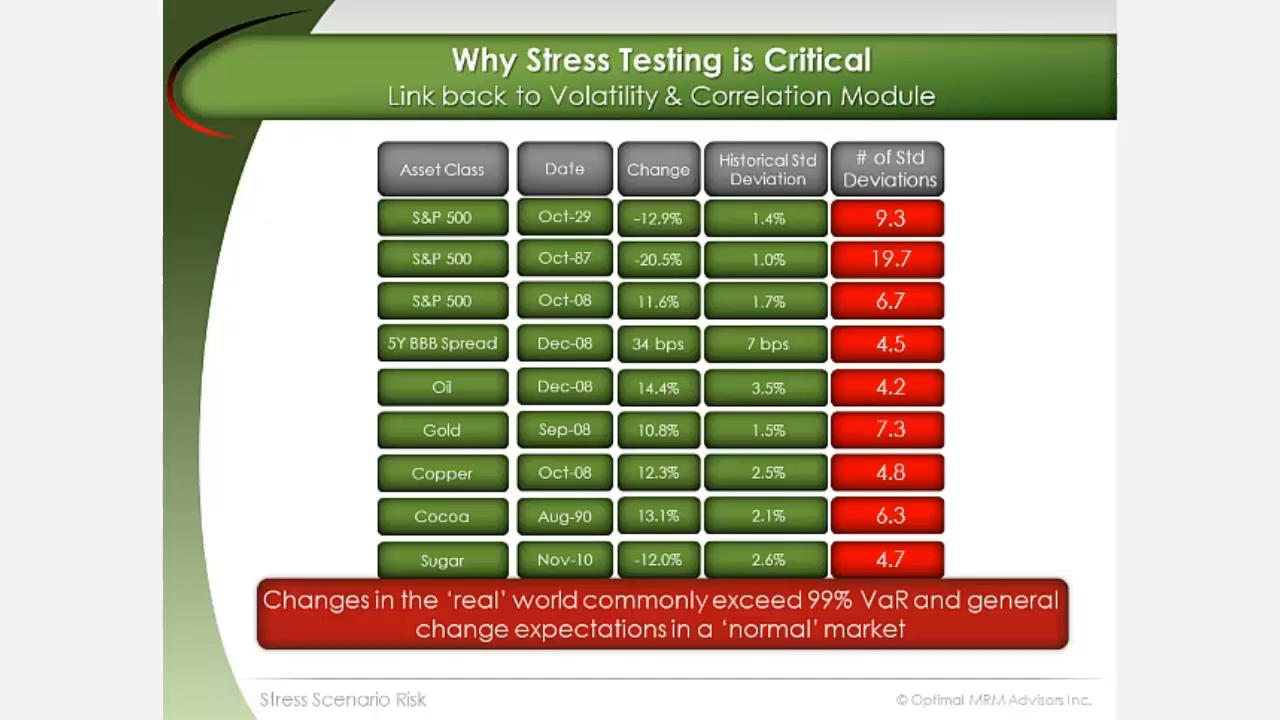 Why Stress Testing is Critical
Link back to Volatility & Correlation Module
Asset Class Date Change Historical Std Deviation # of Std Deviations
S&P 500 Oct-29 -12.9% 1.4% 9.3
S&P 500 Oct-87 -20.5% 1.0% 19.7
S&P 500 Oct-08 11.6% 1.7% 6.7
5Y BBB Spread Dec-08 34 bps 7 bps 4.5
Oil Dec-08 14.4% 3.5% 4.2
Gold Sep-08 10.8% 1.5% 7.3
Copper Oct-08 12.3% 2.5% 4.8
Cocoa Aug-90 13.1% 2.1% 6.3
Sugar Nov-10 -12.0% 2.6% 4.7
Changes in the 'real' world commonly exceed 99% VaR and general
change expectations in a 'normal' market
Stress Scenario Risk © Optimal MRM Advisors Inc.